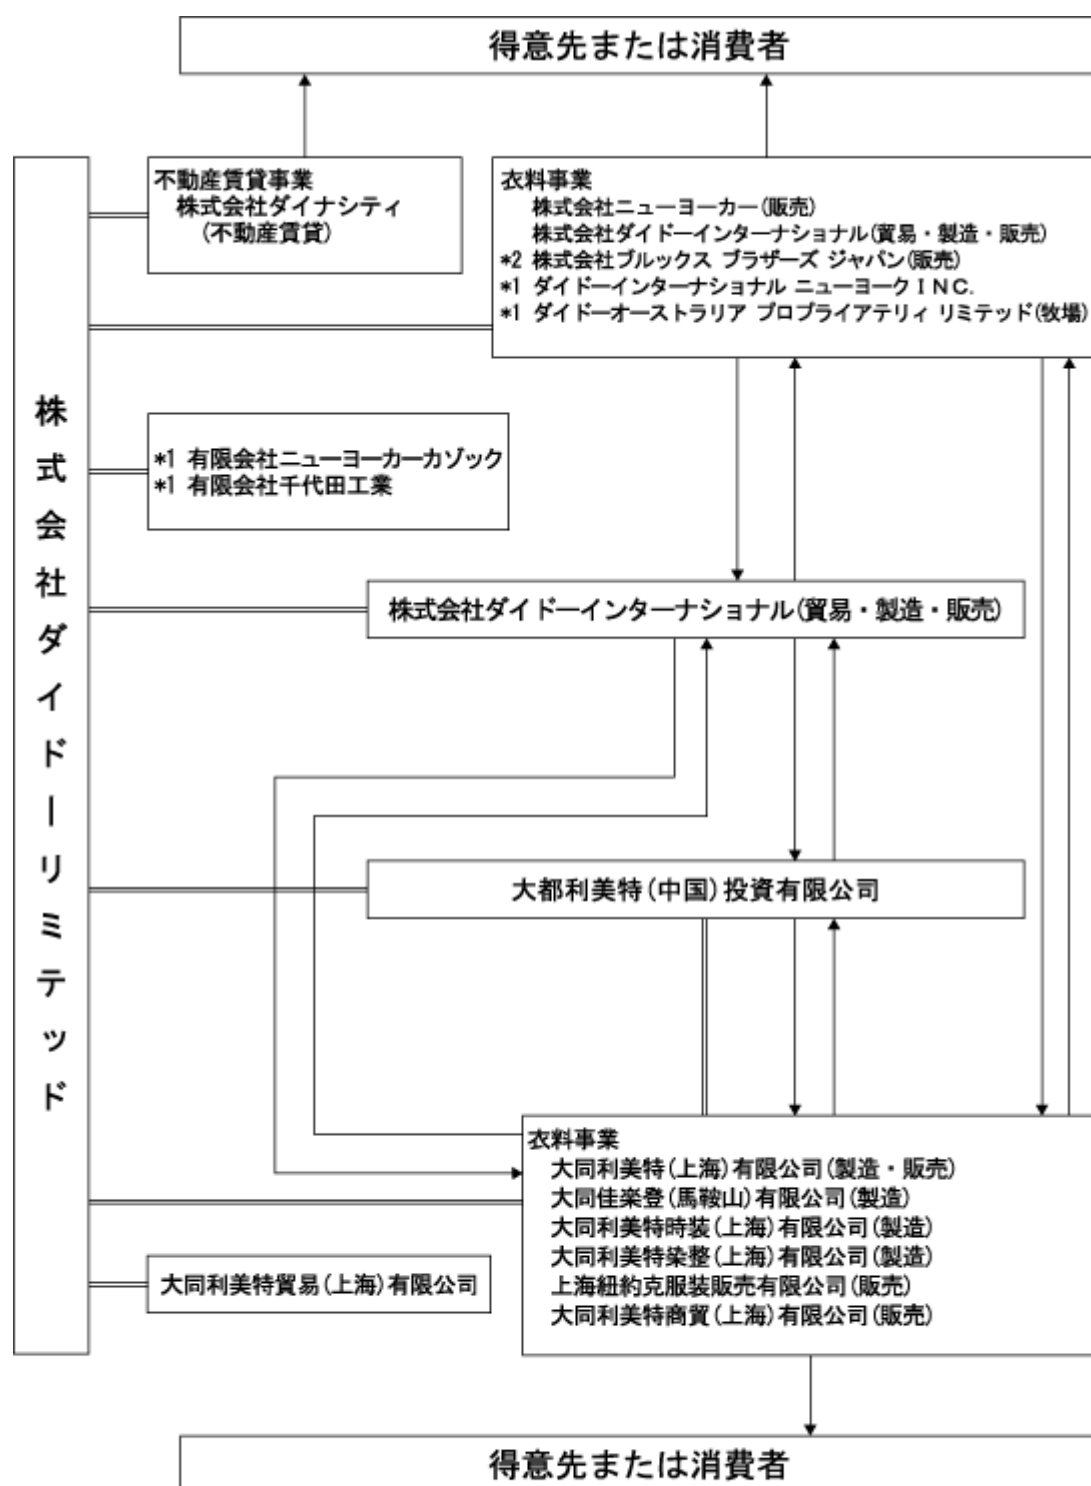 得意先または消費者
不動産賃貸事業
株式会社ダイナシティ
(不動産賃貸)
衣料事業
株式会社ニューヨーカー(販売)
株式会社ダイドーインターナショナル(貿易・製造・販売)
*2 株式会社ブルックス ブラザーズ ジャパン(販売)
*1 ダイドーインターナショナル ニューヨークＩＮＣ.
*1 ダイドーオーストラリア プロプライアテリィ リミテッド(牧場)
株式会社ダイドーリミテッド
*1 有限会社ニューヨーカーカゾック
*1 有限会社千代田工業
株式会社ダイドーインターナショナル(貿易・製造・販売)
大都利美特(中国)投資有限公司
衣料事業
大同利美特(上海)有限公司(製造・販売)
大同佳楽登(馬鞍山)有限公司(製造)
大同利美特時装(上海)有限公司(製造)
大同利美特染整(上海)有限公司(製造)
上海紐約克服装販売有限公司(販売)
大同利美特商貿(上海)有限公司(販売)
大同利美特貿易(上海)有限公司
得意先または消費者